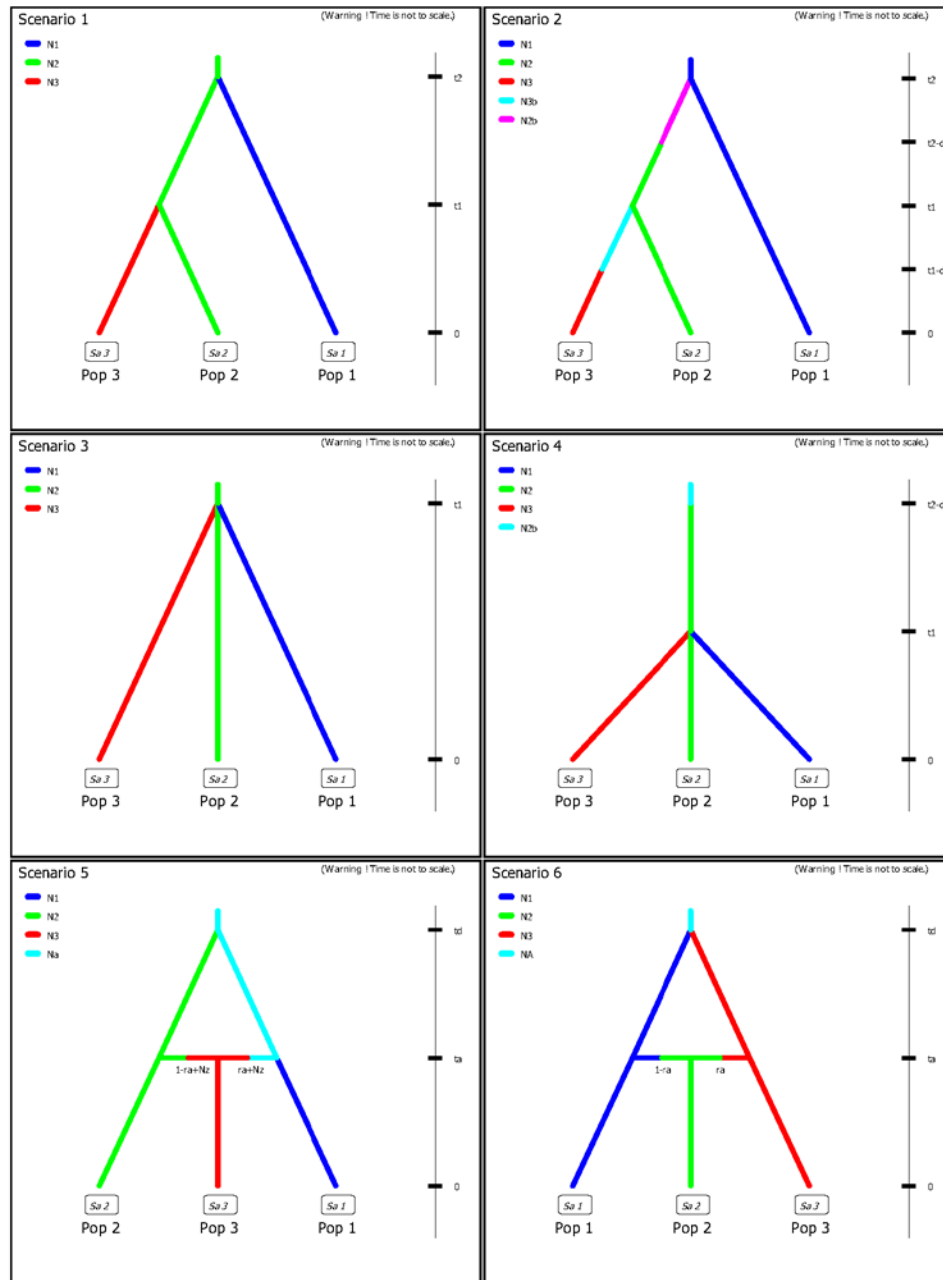 Scenario 1
(Warning ! Time is not to scale.)
N1
N2
N3
t2
t1
0
Sa 3
Sa 2
Sa 1
Pop 3
Pop 2
Pop 1
Scenario 2
(Warning ! Time is not to scale.)
N1
N2
N3
N3b
N2b
t2
t2-d
t1
t1-d
0
Sa 3
Sa 2
Sa 1
Pop 3
Pop 2
Pop 1
Scenario 3
(Warning ! Time is not to scale.)
N1
N2
N3
t1
0
Sa 3
Sa 2
Sa 1
Pop 3
Pop 2
Pop 1
Scenario 4
(Warning ! Time is not to scale.)
N1
N2
N3
N2b
t2-d
t1
0
Sa 3
Sa 2
Sa 1
Pop 3
Pop 2
Pop 1
Scenario 5
(Warning ! Time is not to scale.)
N1
N2
N3
Na
td
ta
1-ra+Nz
ra+Nz
0
Sa 2
Sa 3
Sa 1
Pop 2
Pop 3
Pop 1
Scenario 6
(Warning ! Time is not to scale.)
N1
N2
N3
NA
td
ta
1-ra
ra
0
Sa 1
Sa 2
Sa 3
Pop 1
Pop 2
Pop 3